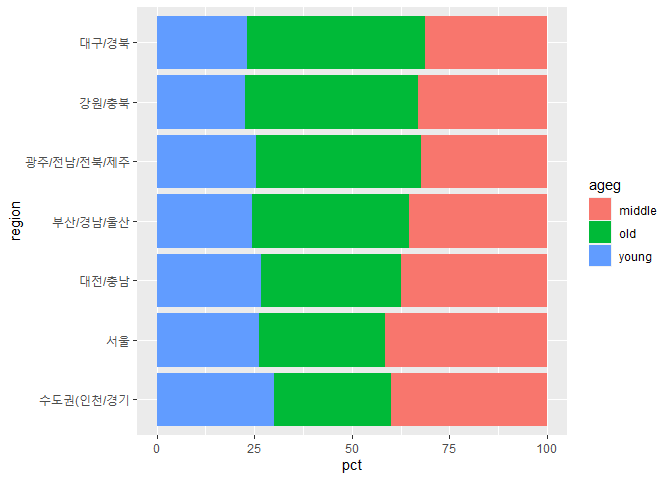 대구/경북
강원/충북
광주/전남/전북/제주
부산/경남/울산
대전/충남
서울
수도권(인천/경기
region
0 25 50 75 100
pct
ageg
middle
old
young